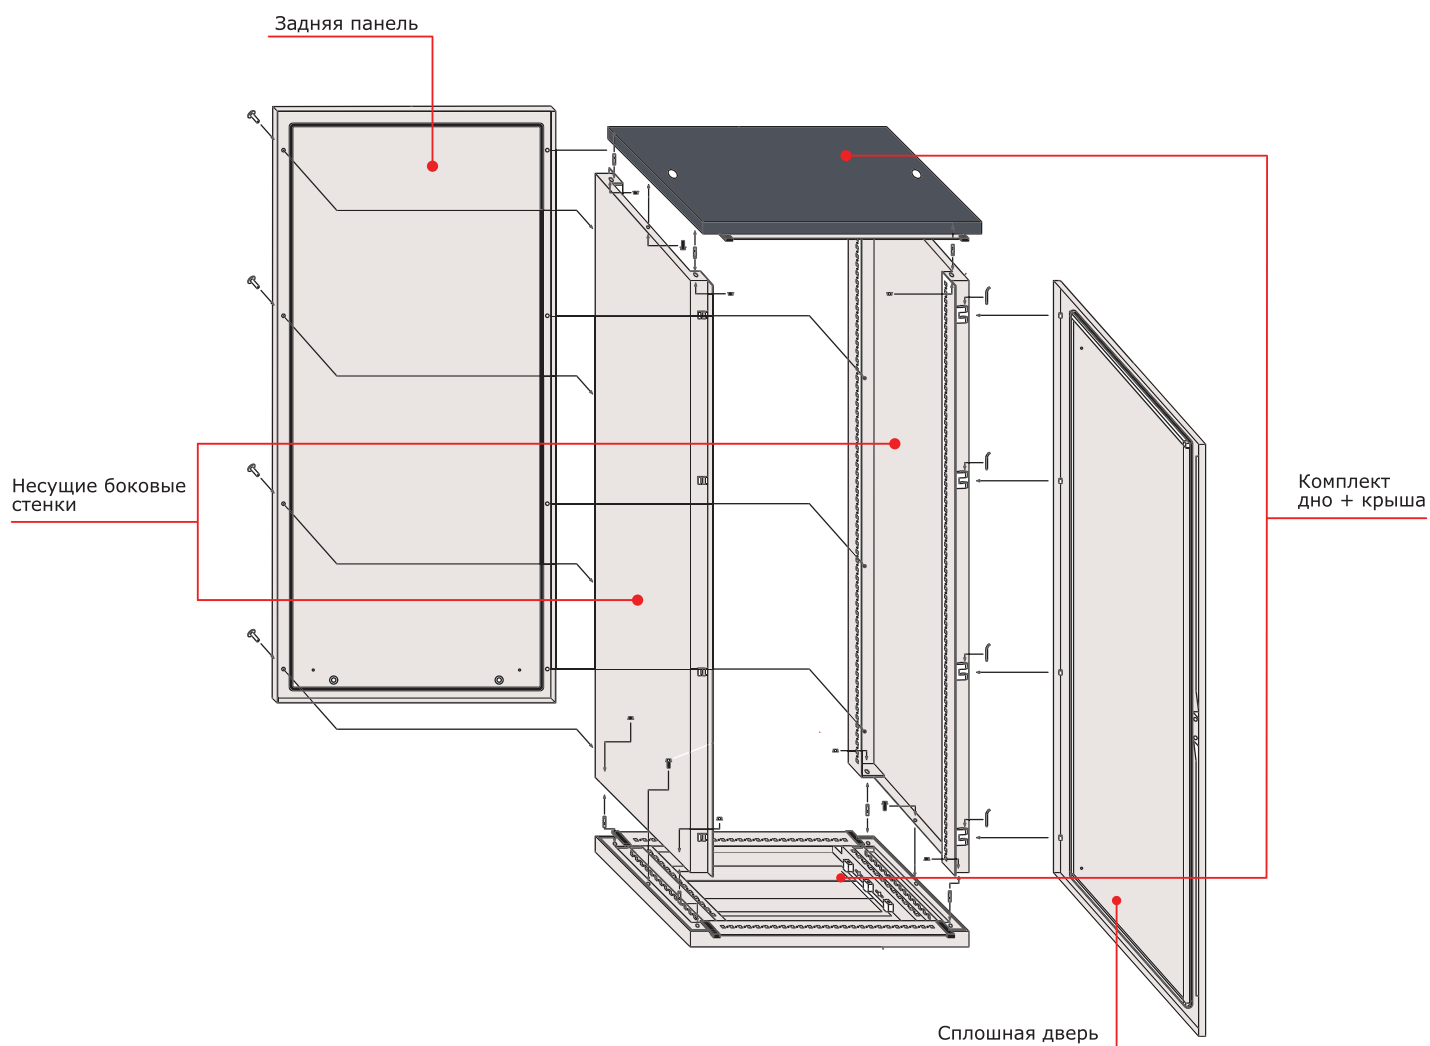 Задняя панель
Несущие боковые
стенки
Комплект
дно + крыша
Сплошная дверь